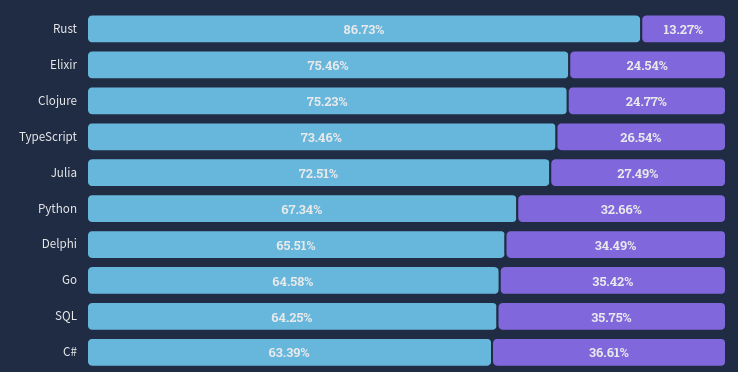 Rust 86.73% 13.27%
Elixir 75.46% 24.54%
Clojure 75.23% 24.77%
TypeScript 73.46% 26.54%
Julia 72.51% 27.49%
Python 67.34% 32.66%
Delphi 65.51% 34.49%
Go 64.58% 35.42%
SQL 64.25% 35.75%
C# 63.39% 36.61%